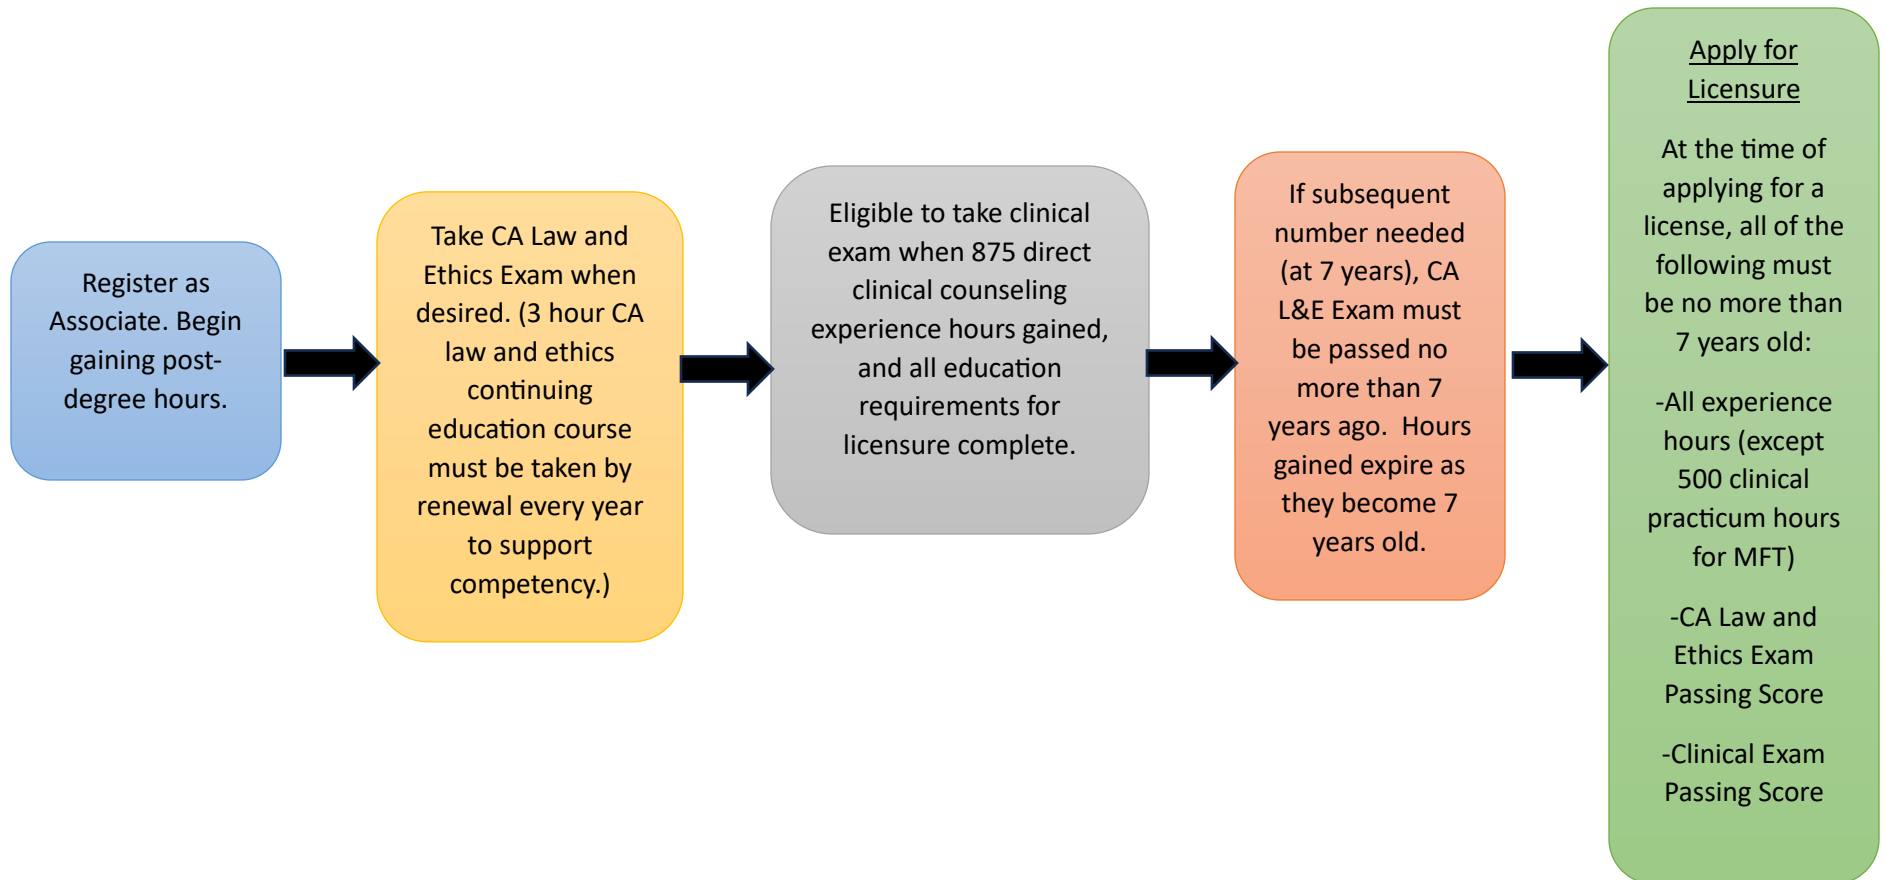 Register as
Associate. Begin
gaining post-
degree hours.
Take CA Law and
Ethics Exam when
desired. (3 hour CA
law and ethics
continuing
education course
must be taken by
renewal every year
to support
competency.)
Eligible to take clinical
exam when 875 direct
clinical counseling
experience hours gained,
and all education
requirements for
licensure complete.
If subsequent
number needed
(at 7 years), CA
L&E Exam must
be passed no
more than 7
years ago.  Hours
gained expire as
they become 7
years old.
Apply for
Licensure
At the time of
applying for a
license, all of the
following must
be no more than
7 years old:
-All experience
hours (except
500 clinical
practicum hours
for MFT)
-CA Law and
Ethics Exam
Passing Score
-Clinical Exam
Passing Score